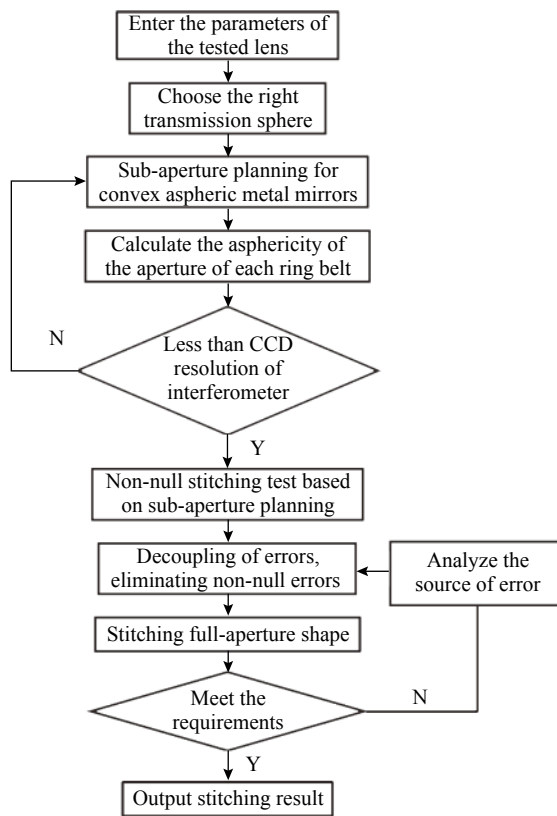 Enter the parameters of
the tested lens
Choose the right
transmission sphere
Sub-aperture planning for
convex aspheric metal mirrors
Calculate the asphericity of
the aperture of each ring belt
N
Less than CCD
resolution of
interferometer
Y
Non-null stitching test based
on sub-aperture planning
Decoupling of errors,
eliminating non-null errors
Analyze the
source of error
Stitching full-aperture shape
Meet the
requirements
N
Y
Output stitching result